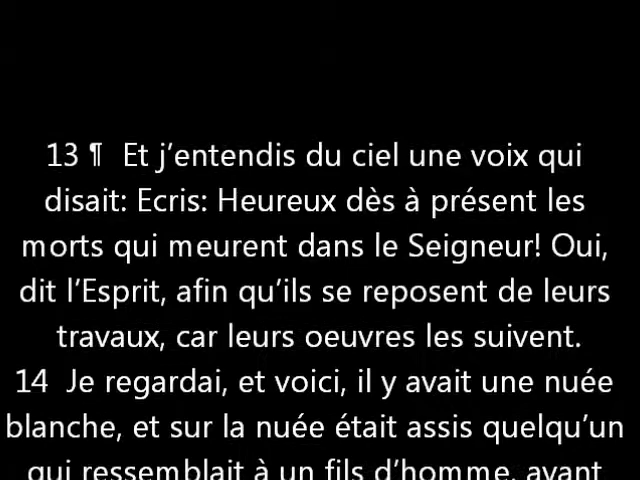 13 ¶ Et j’entendis du ciel une voix qui
disait: Ecris: Heureux dès à présent les
morts qui meurent dans le Seigneur! Oui,
dit l’Esprit, afin qu’ils se reposent de leurs
travaux, car leurs oeuvres les suivent.
14 Je regardai, et voici, il y avait une nuée
blanche, et sur la nuée était assis quelqu’un
qui ressemblait à un fils d’homme, ayant